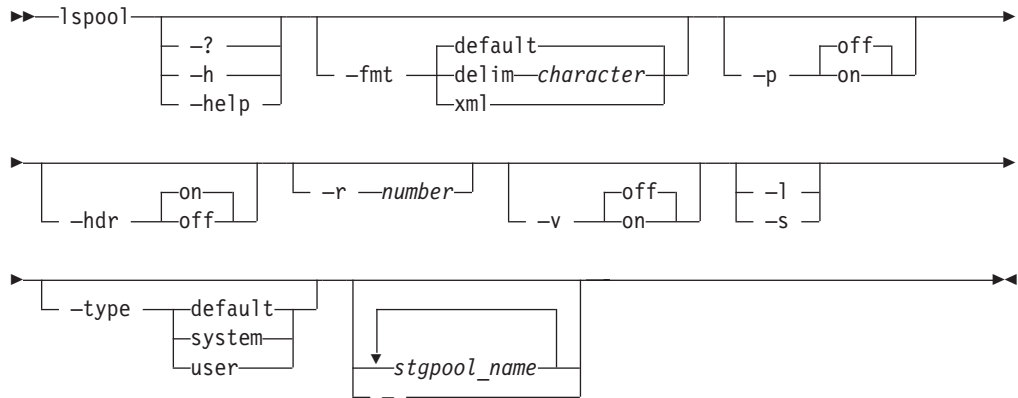 lspool
–?
–h
–help
–fmt
default
delim character
xml
–p
off
on
–hdr
on
off
–r number
–v
off
on
–l
–s
–type
default
system
user
stgpool_name
–